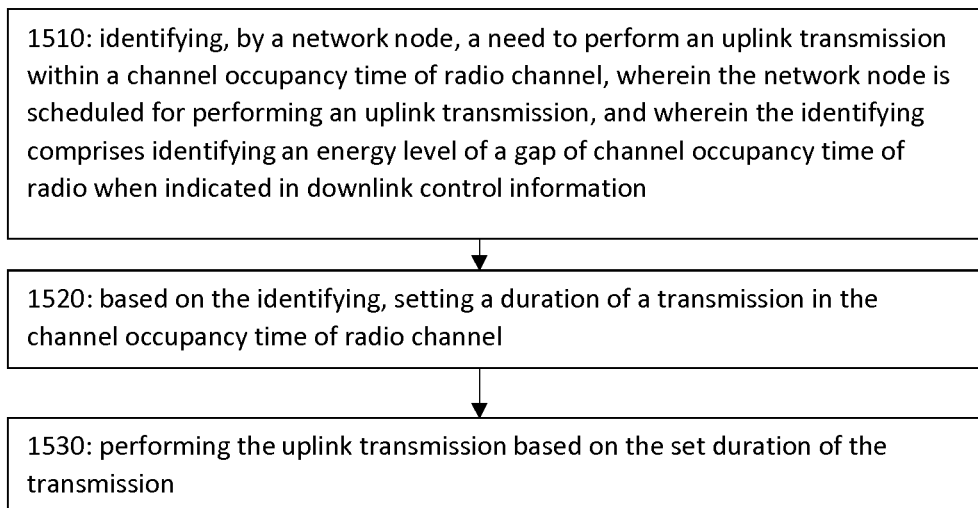 1510: identifying, by a network node, a need to perform an uplink transmission
within a channel occupancy time of radio channel, wherein the network node is
scheduled for performing an uplink transmission, and wherein the identifying
comprises identifying an energy level of a gap of channel occupancy time of
radio when indicated in downlink control information
1520: based on the identifying, setting a duration of a transmission in the
channel occupancy time of radio channel
1530: performing the uplink transmission based on the set duration of the
transmission